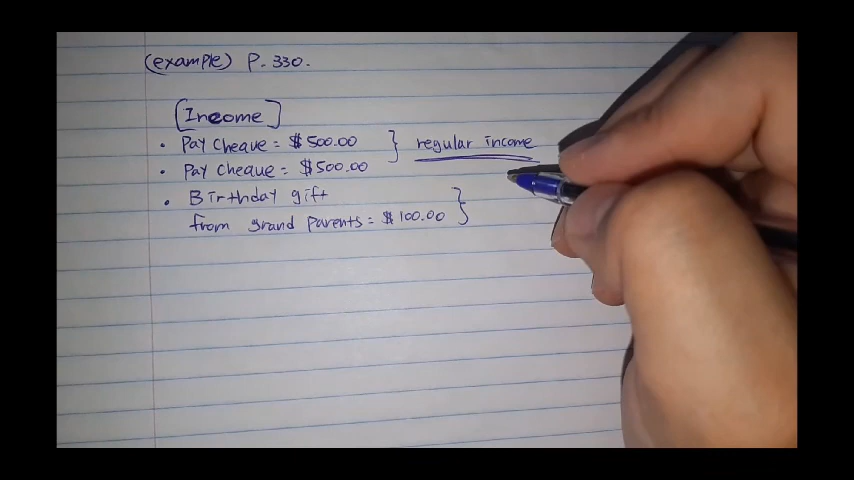 (example) P. 330.
[Income]
• Pay cheque = $500.00 } regular income
• Pay cheque = $500.00
• Birthday gift
from grand parents = $100.00 }